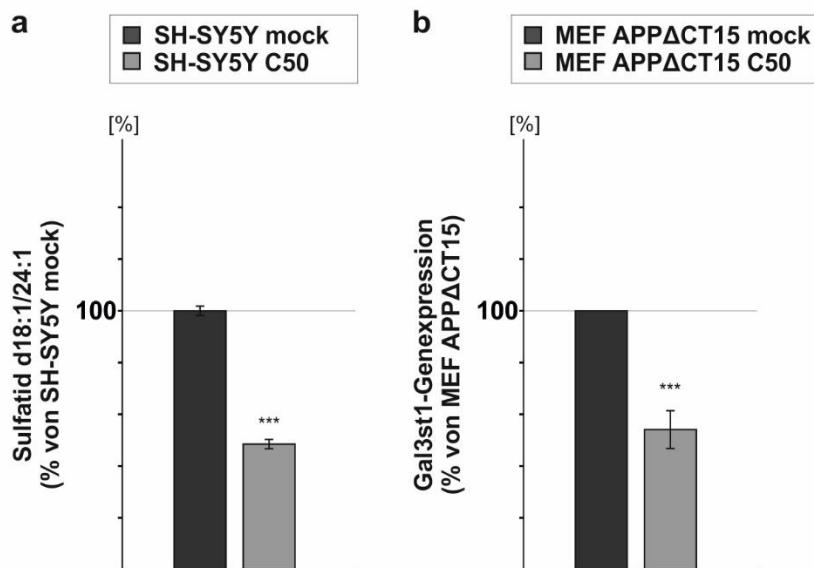 a
SH-SY5Y mock
SH-SY5Y C50
[%]
Sulfatid d18:1/24:1
(% von SH-SY5Y mock)
100
***
b
MEF APPΔCT15 mock
MEF APPΔCT15 C50
[%]
Gal3st1-Genexpression
(% von MEF APPΔCT15)
100
***